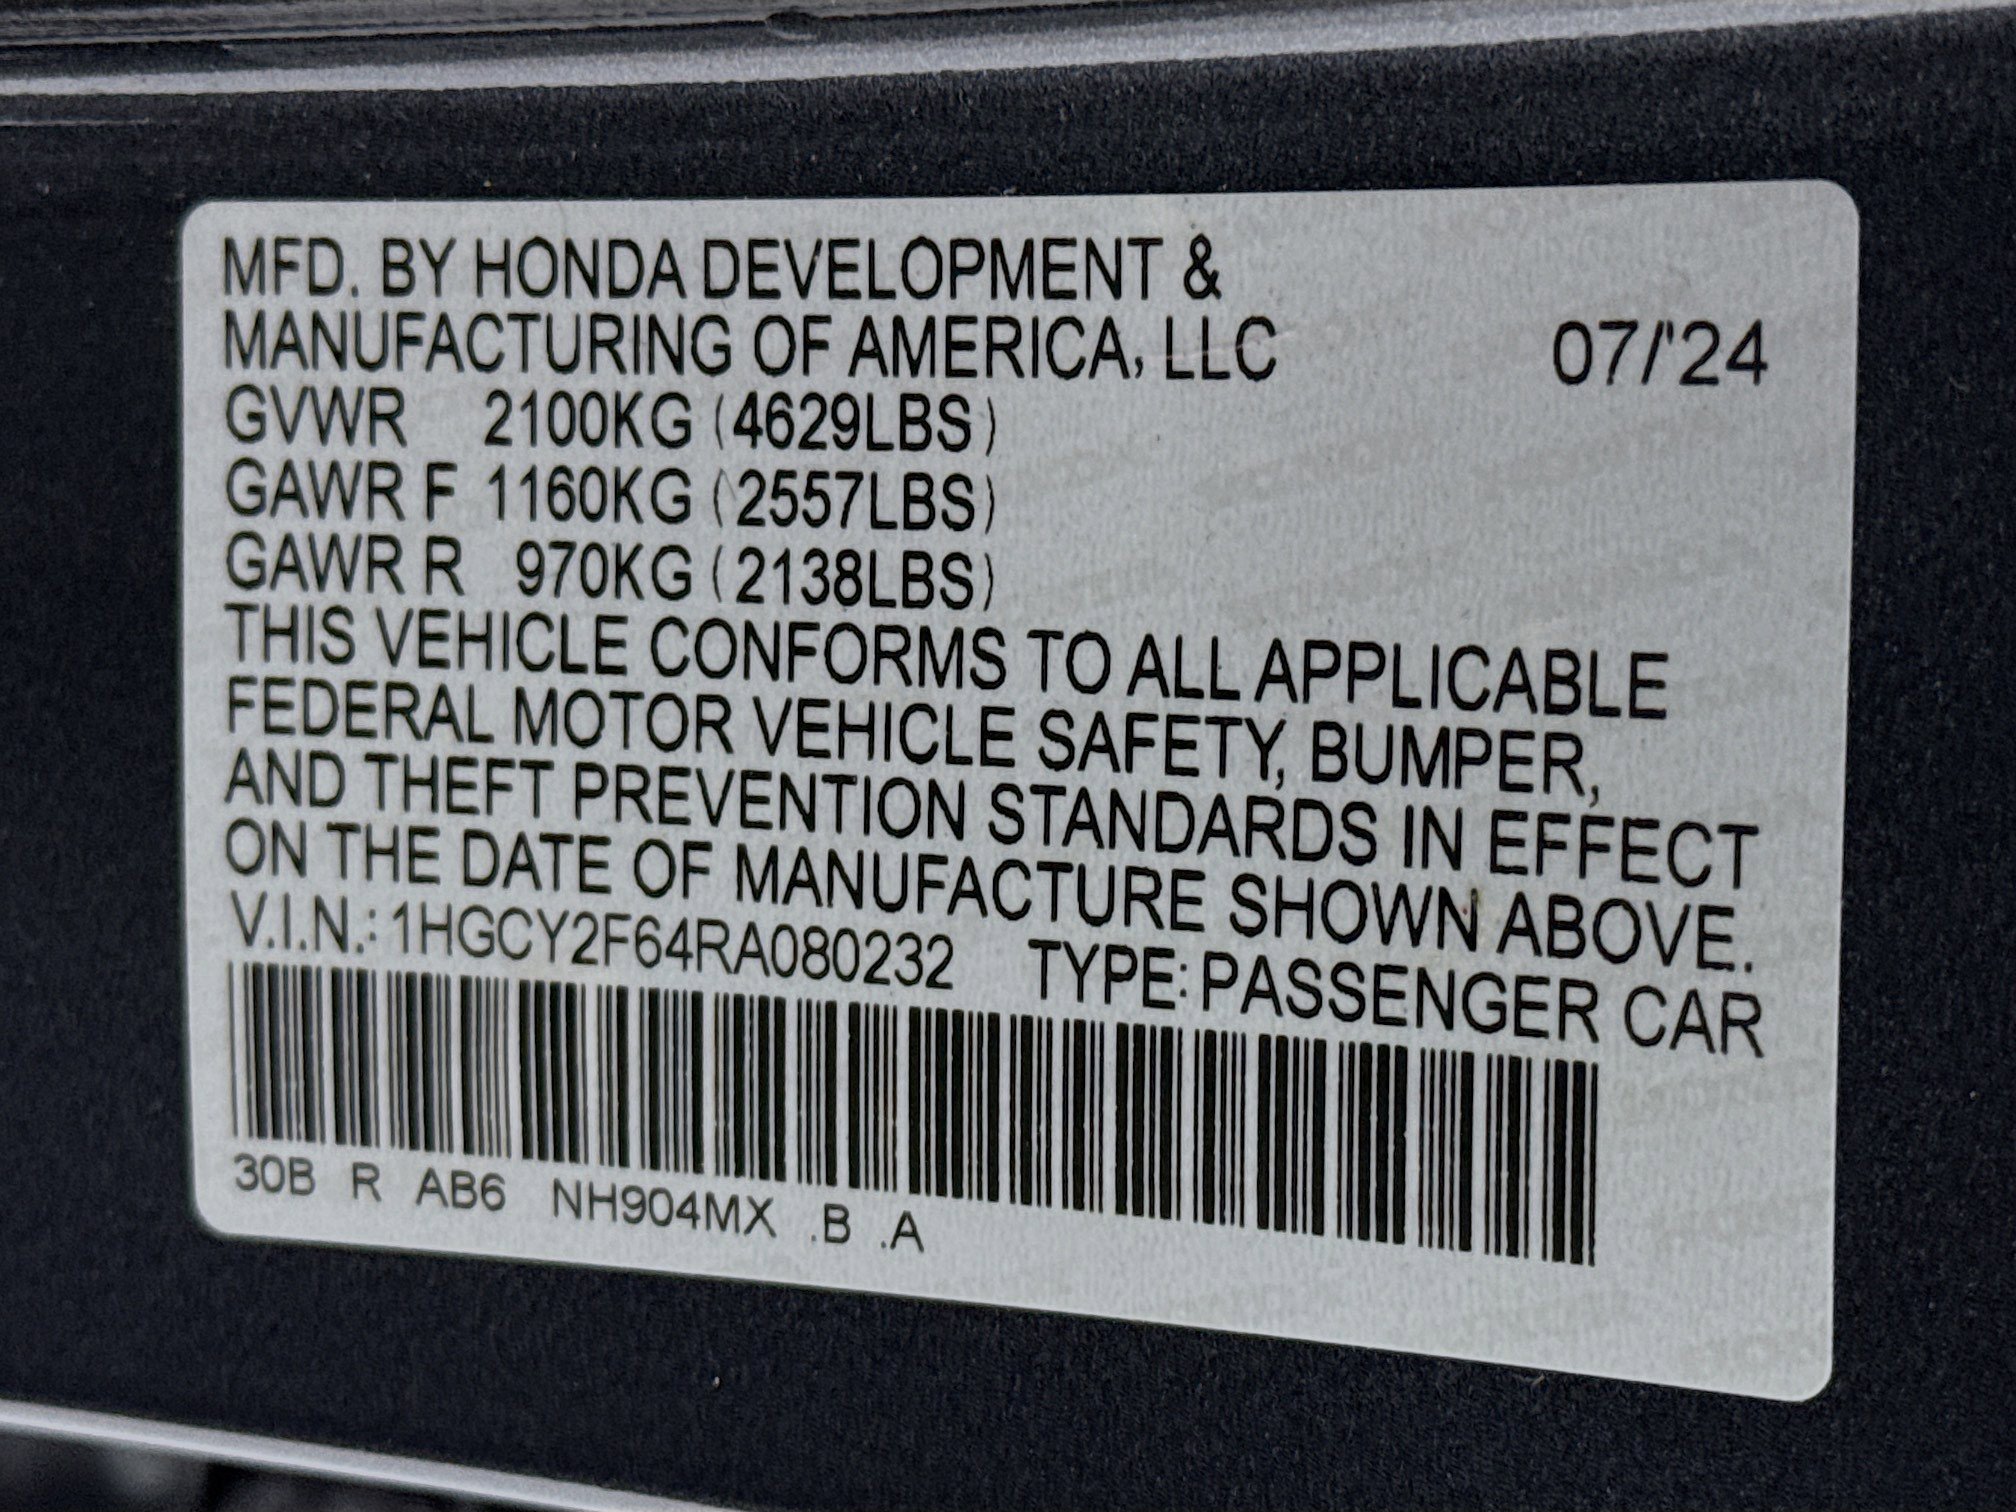 MFD. BY HONDA DEVELOPMENT &
MANUFACTURING OF AMERICA, LLC 07/'24
GVWR 2100KG (4629LBS)
GAWR F 1160KG (2557LBS)
GAWR R 970KG (2138LBS)
THIS VEHICLE CONFORMS TO ALL APPLICABLE
FEDERAL MOTOR VEHICLE SAFETY, BUMPER,
AND THEFT PREVENTION STANDARDS IN EFFECT
ON THE DATE OF MANUFACTURE SHOWN ABOVE.
V.I.N.: 1HGCY2F64RA080232 TYPE: PASSENGER CAR
30B R AB6 NH904MX .B .A